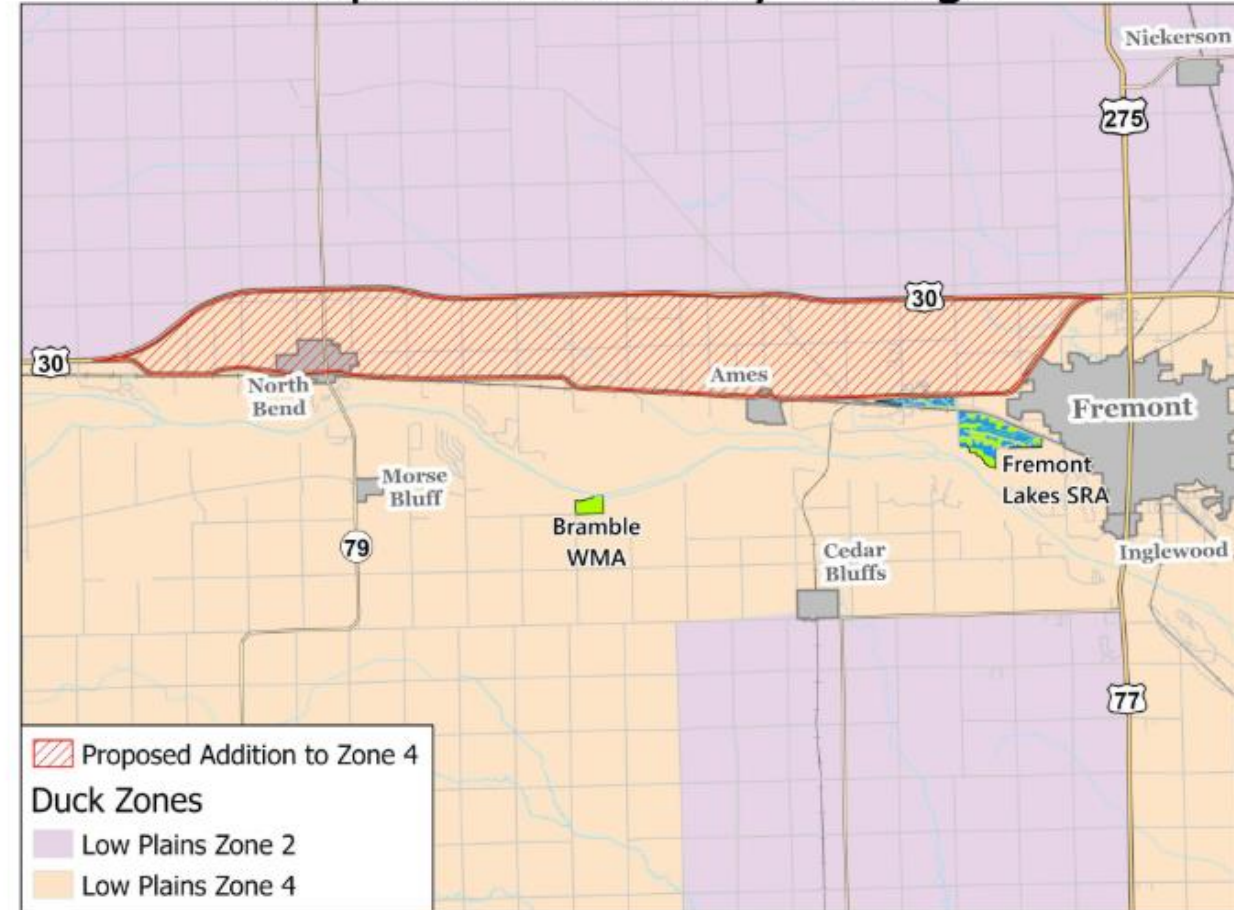 Nickerson
275
30
30
North
Bend
Ames
Fremont
Morse
Bluff
Fremont
Lakes SRA
Bramble
WMA
79
Cedar
Bluffs
Inglewood
77
Proposed Addition to Zone 4
Duck Zones
Low Plains Zone 2
Low Plains Zone 4